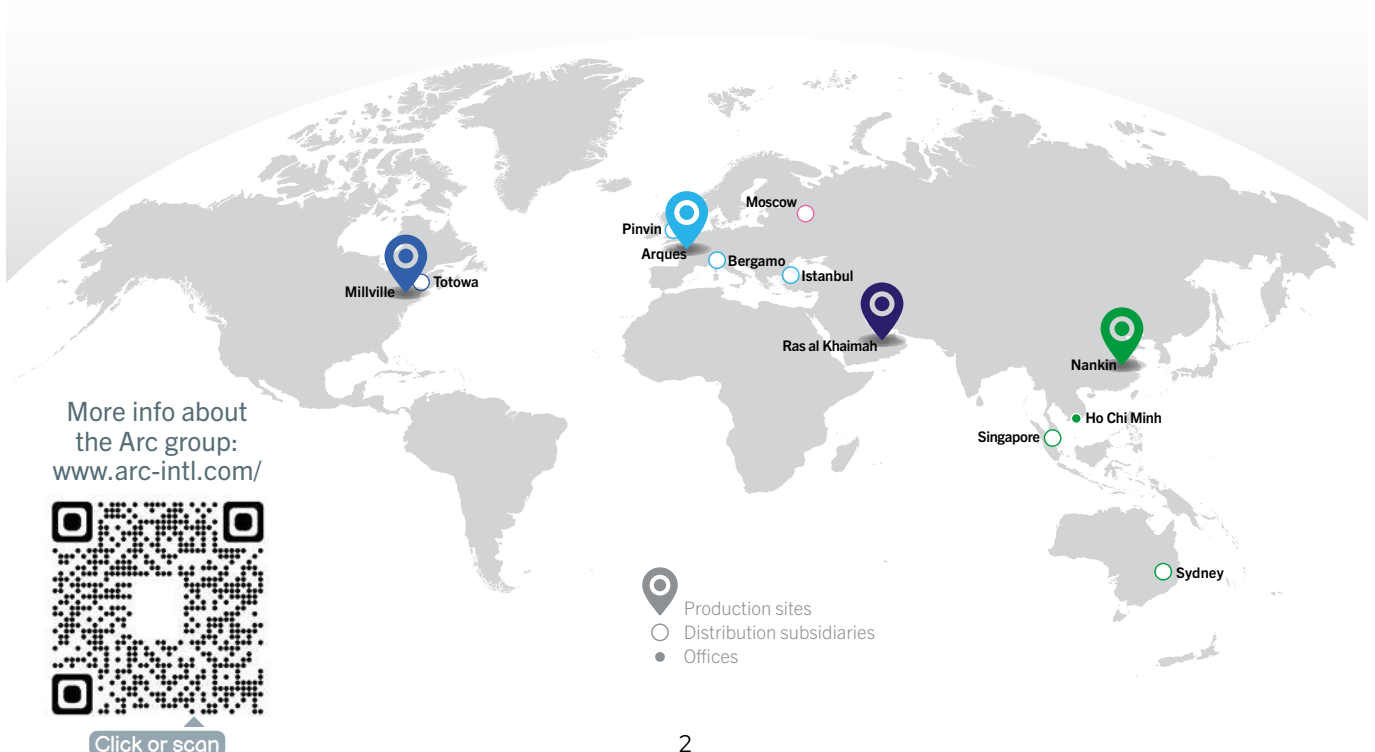 Moscow
Pinvin
Arques
Bergamo
Istanbul
Totowa
Millville
Ras al Khaimah
Nankin
Ho Chi Minh
Singapore
Sydney
More info about
the Arc group:
www.arc-intl.com/
Click or scan
Production sites
Distribution subsidiaries
Offices
2